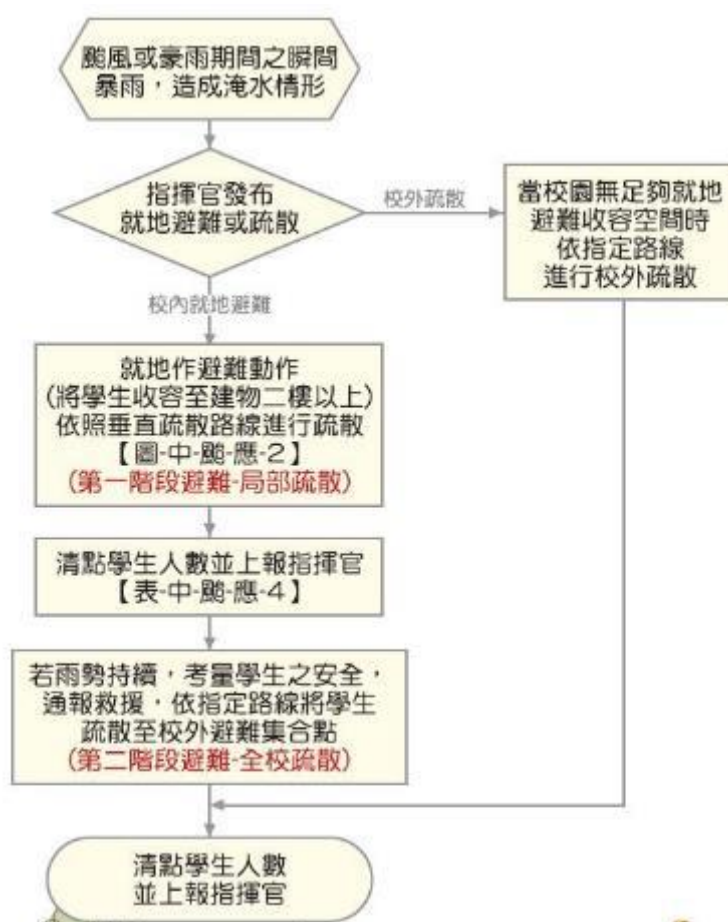 颱風或豪雨期間之瞬間
暴雨，造成淹水情形
指揮官發布
就地避難或疏散
校外疏散
當校園無足夠就地
避難收容空間時
依指定路線
進行校外疏散
校內就地避難
就地作避難動作
(將學生收容至建物二樓以上)
依照垂直疏散路線進行疏散
【圖-中-颱-應-2】
(第一階段避難-局部疏散)
清點學生人數並上報指揮官
【表-中-颱-應-4】
若雨勢持續，考量學生之安全，
通報救援，依指定路線將學生
疏散至校外避難集合點
(第二階段避難-全校疏散)
清點學生人數
並上報指揮官